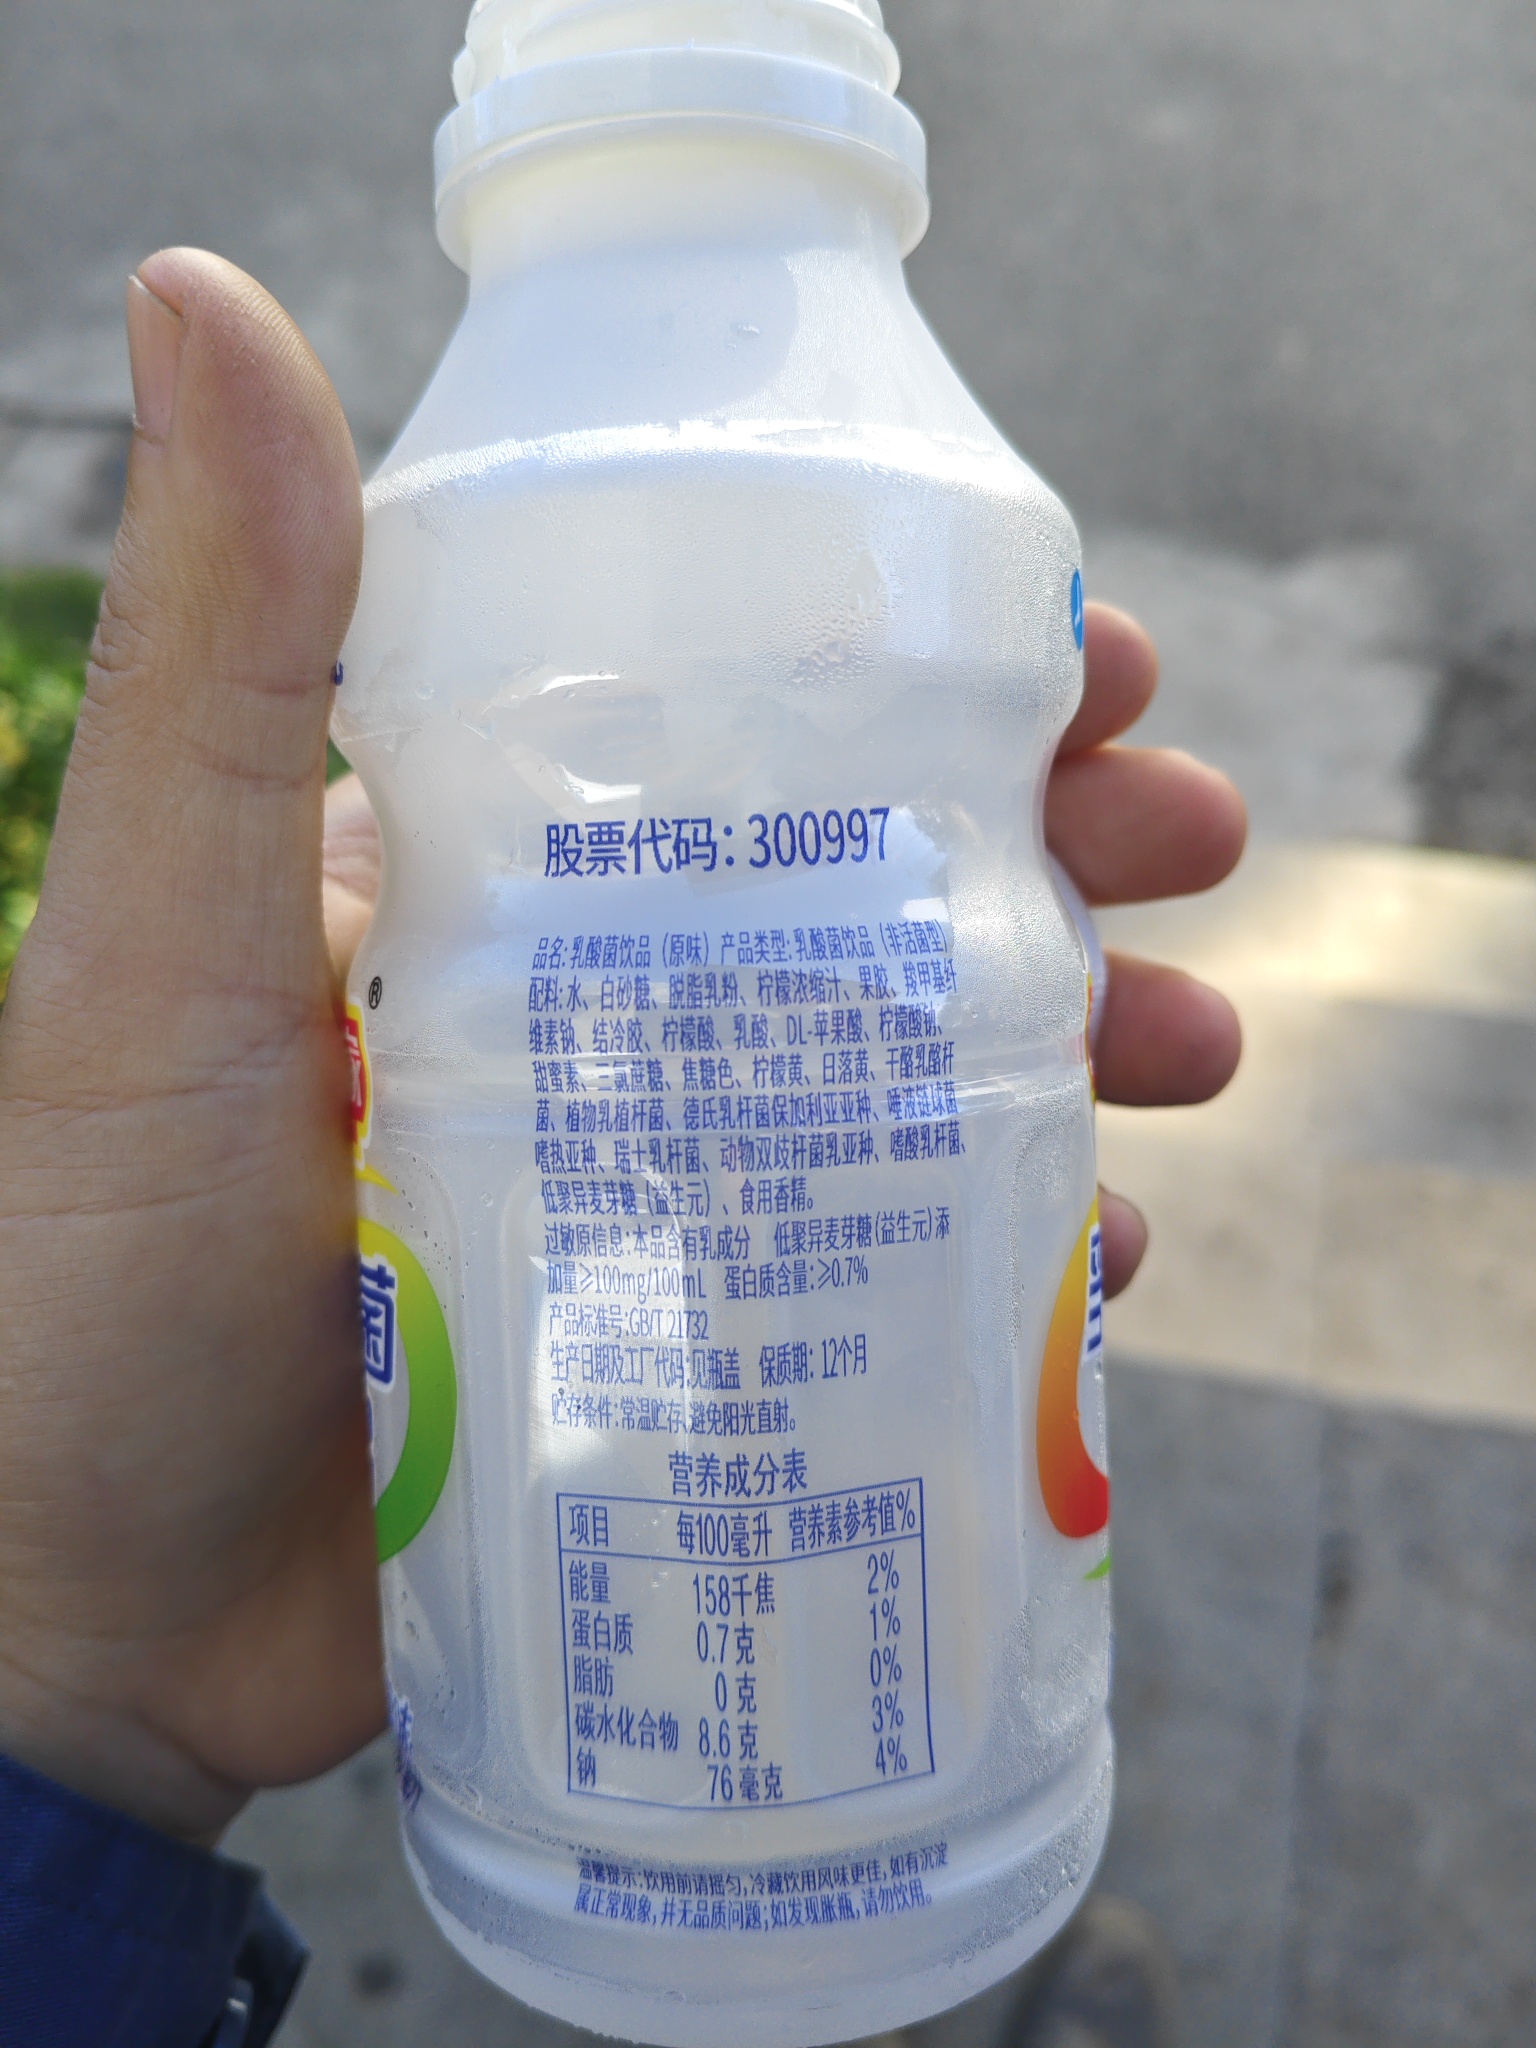 股票代码：300997
品名：乳酸菌饮品（原味）产品类型：乳酸菌饮品（非活菌型）
配料：水、白砂糖、脱脂乳粉、柠檬浓缩汁、果胶、羧甲基纤
维素钠、结冷胶、柠檬酸、乳酸、DL-苹果酸、柠檬酸钠、
甜蜜素、三氯蔗糖、焦糖色、柠檬黄、日落黄、干酪乳酪杆
菌、植物乳植杆菌、德氏乳杆菌保加利亚亚种、唾液链球菌
嗜热亚种、瑞士乳杆菌、动物双歧杆菌乳亚种、嗜酸乳杆菌、
低聚异麦芽糖（益生元）、食用香精。
过敏原信息：本品含有乳成分 低聚异麦芽糖(益生元)添
加量≥100mg/100mL 蛋白质含量：≥0.7%
产品标准号：GB/T 21732
生产日期及工厂代码：见瓶盖 保质期：12个月
贮存条件：常温贮存，避免阳光直射。
营养成分表
项目 每100毫升 营养素参考值%
能量 158千焦 2%
蛋白质 0.7克 1%
脂肪 0克 0%
碳水化合物 8.6克 3%
钠 76毫克 4%
温馨提示：饮用前请摇匀，冷藏饮用风味更佳，如有沉淀
属正常现象，并无品质问题；如发现胀瓶，请勿饮用。
®
菌